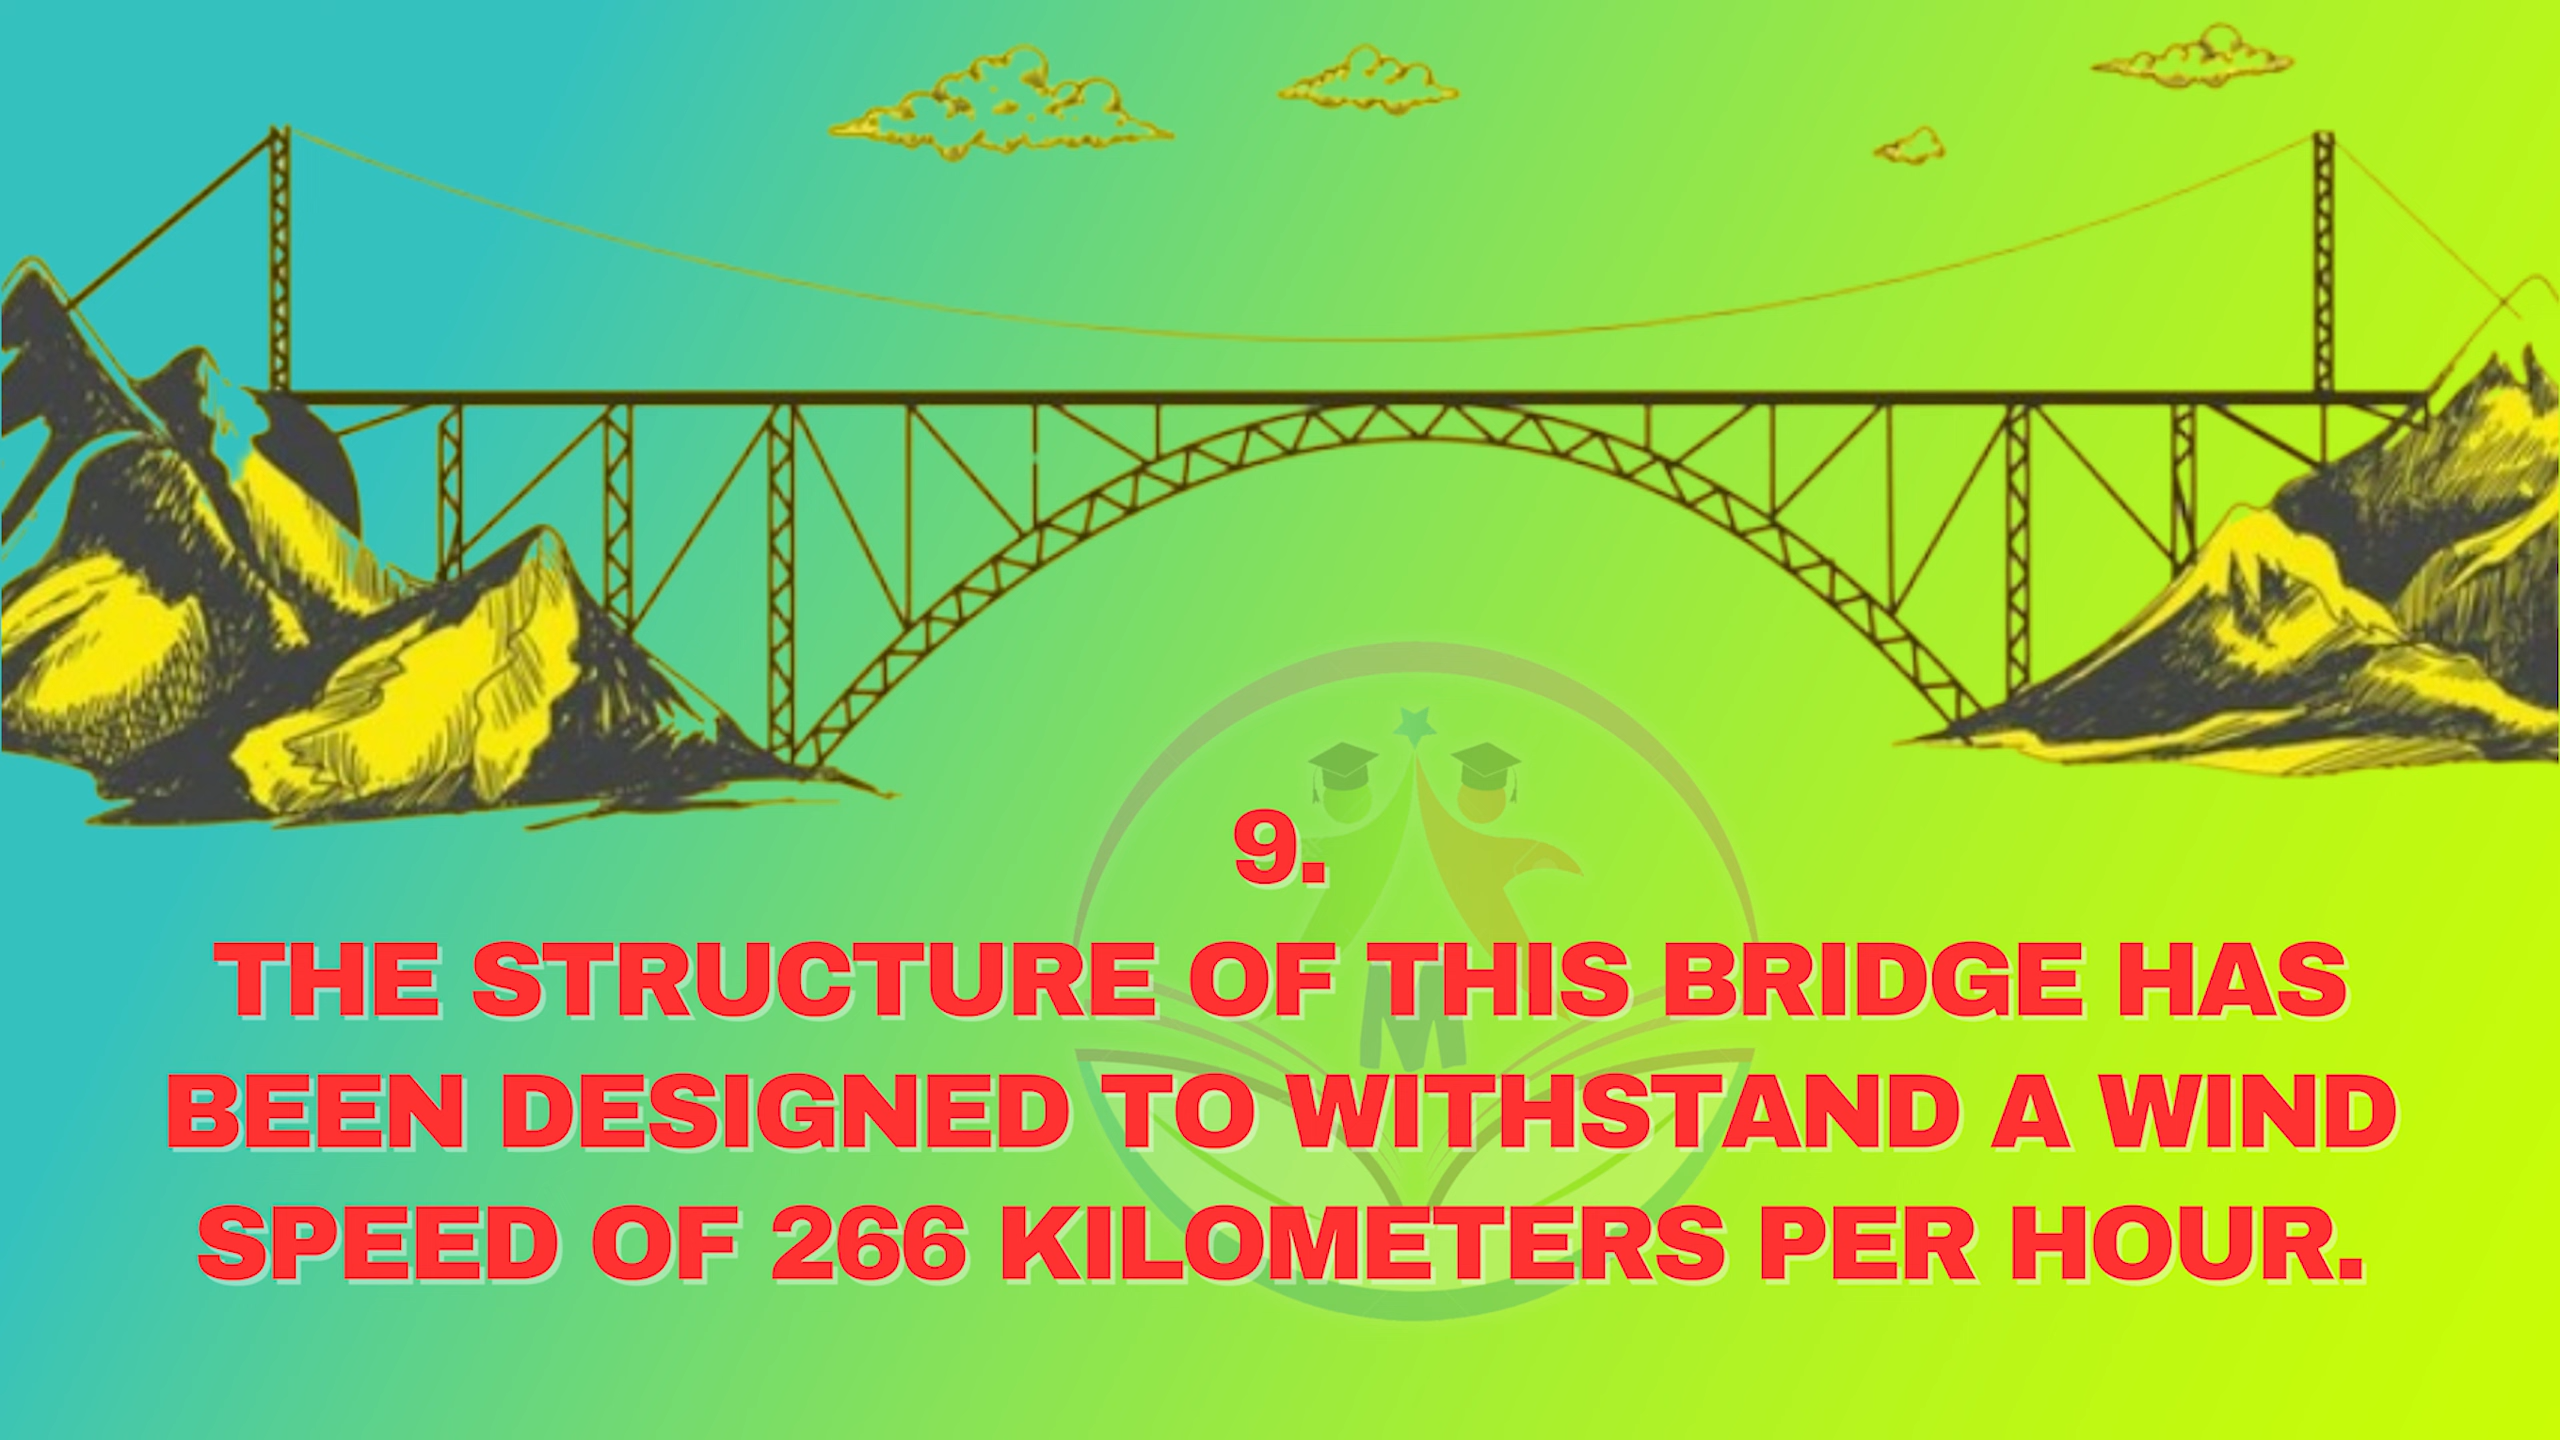 9.
THE STRUCTURE OF THIS BRIDGE HAS
BEEN DESIGNED TO WITHSTAND A WIND
SPEED OF 266 KILOMETERS PER HOUR.
M